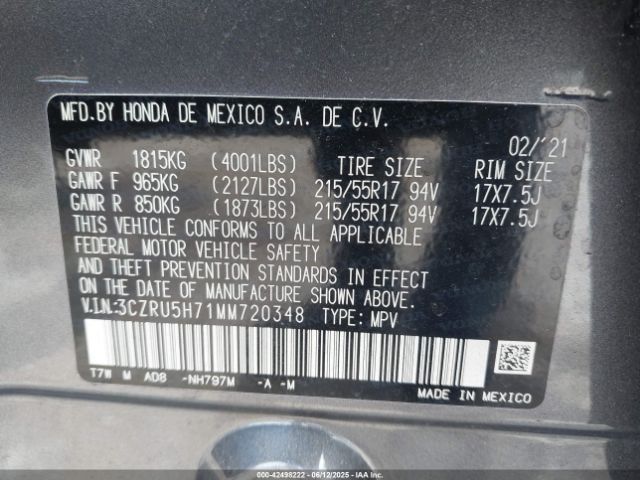 MFD.BY HONDA DE MEXICO S.A. DE C.V.
02/'21
GVWR 1815KG (4001LBS) TIRE SIZE RIM SIZE
GAWR F 965KG (2127LBS) 215/55R17 94V 17X7.5J
GAWR R 850KG (1873LBS) 215/55R17 94V 17X7.5J
THIS VEHICLE CONFORMS TO ALL APPLICABLE
FEDERAL MOTOR VEHICLE SAFETY
AND THEFT PREVENTION STANDARDS IN EFFECT
ON THE DATE OF MANUFACTURE SHOWN ABOVE.
V.I.N:3CZRU5H71MM720348 TYPE: MPV
T7W M AD8 -NH797M -A -M
MADE IN MEXICO
000-42498222 - 06/12/2025 - IAAI.COM